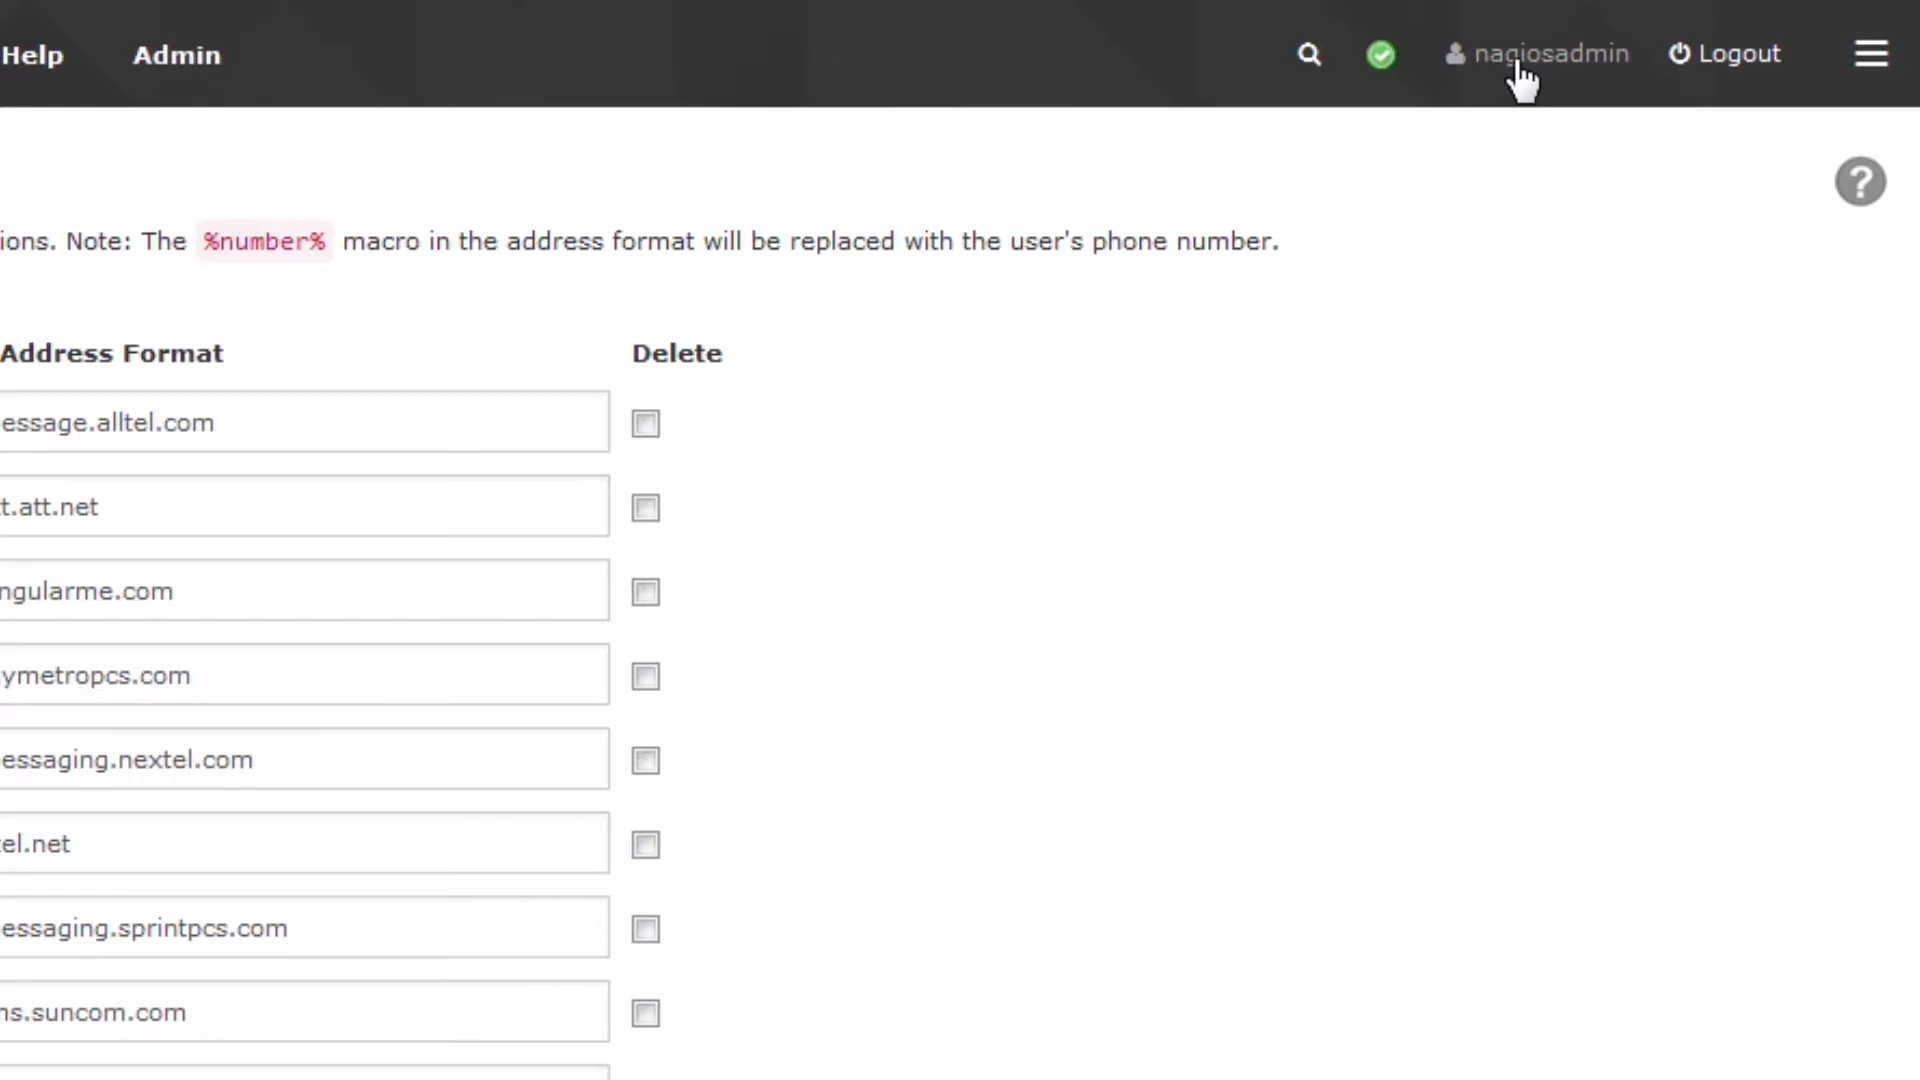 Help Admin nagiosadmin Logout
ions. Note: The %number% macro in the address format will be replaced with the user's phone number.
Address Format Delete
essage.alltel.com
t.att.net
ngularme.com
ymetropcs.com
essaging.nextel.com
tel.net
essaging.sprintpcs.com
ms.suncom.com